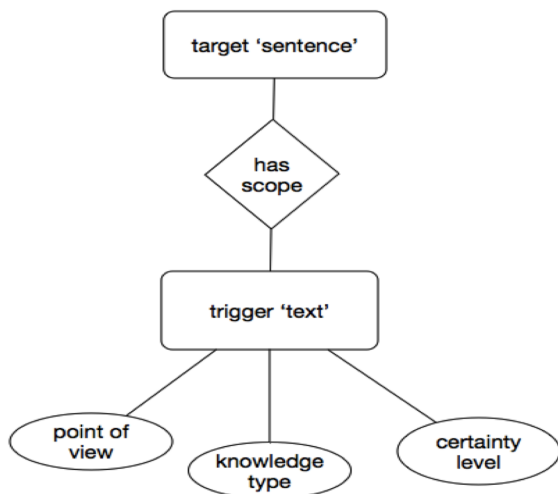 target ‘sentence’
has
scope
trigger ‘text’
point of
view
knowledge
type
certainty
level